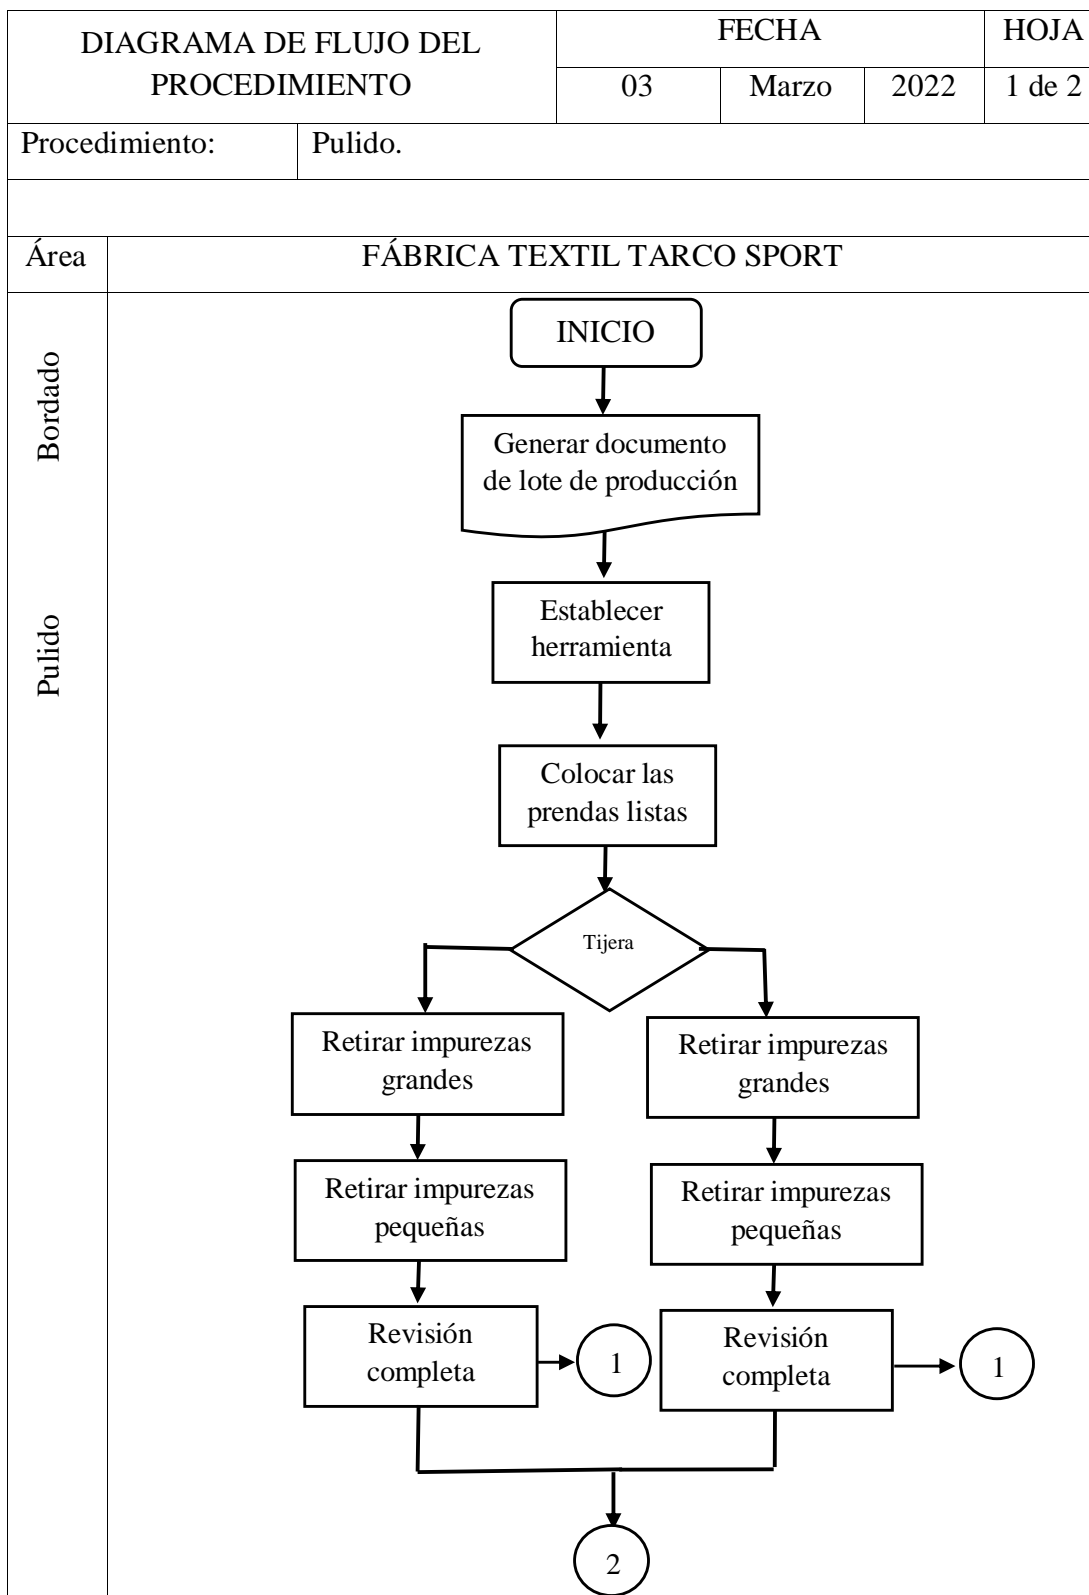 DIAGRAMA DE FLUJO DEL
PROCEDIMIENTO
FECHA
HOJA
03
Marzo
2022
1 de 2
Procedimiento:
Pulido.
Área
FÁBRICA TEXTIL TARCO SPORT
Bordado
INICIO
Generar documento
de lote de producción
Pulido
Establecer
herramienta
Colocar las
prendas listas
Tijera
Retirar impurezas
grandes
Retirar impurezas
grandes
Retirar impurezas
pequeñas
Retirar impurezas
pequeñas
Revisión
completa
1
Revisión
completa
1
2